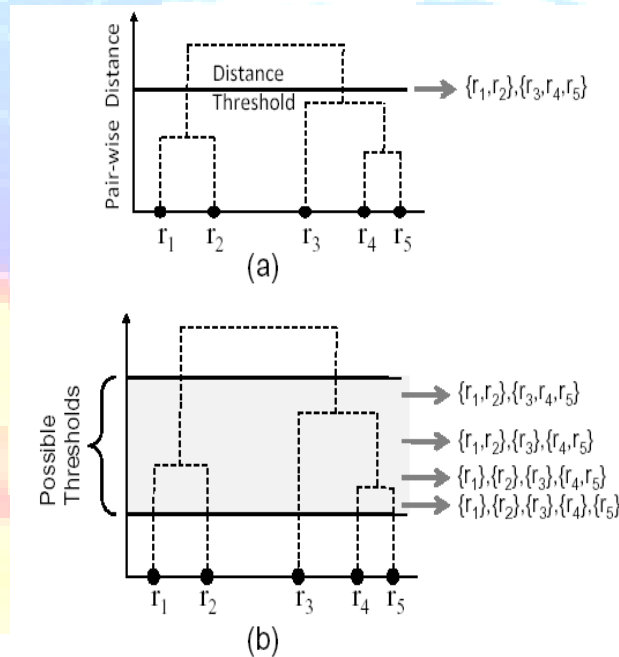 Pair-wise Distance
Distance
Threshold
{r₁,r₂},{r₃,r₄,r₅}
r₁ r₂ r₃ r₄ r₅
(a)
Possible
Thresholds
{r₁,r₂},{r₃,r₄,r₅}
{r₁,r₂},{r₃},{r₄,r₅}
{r₁},{r₂},{r₃},{r₄,r₅}
{r₁},{r₂},{r₃},{r₄},{r₅}
r₁ r₂ r₃ r₄ r₅
(b)